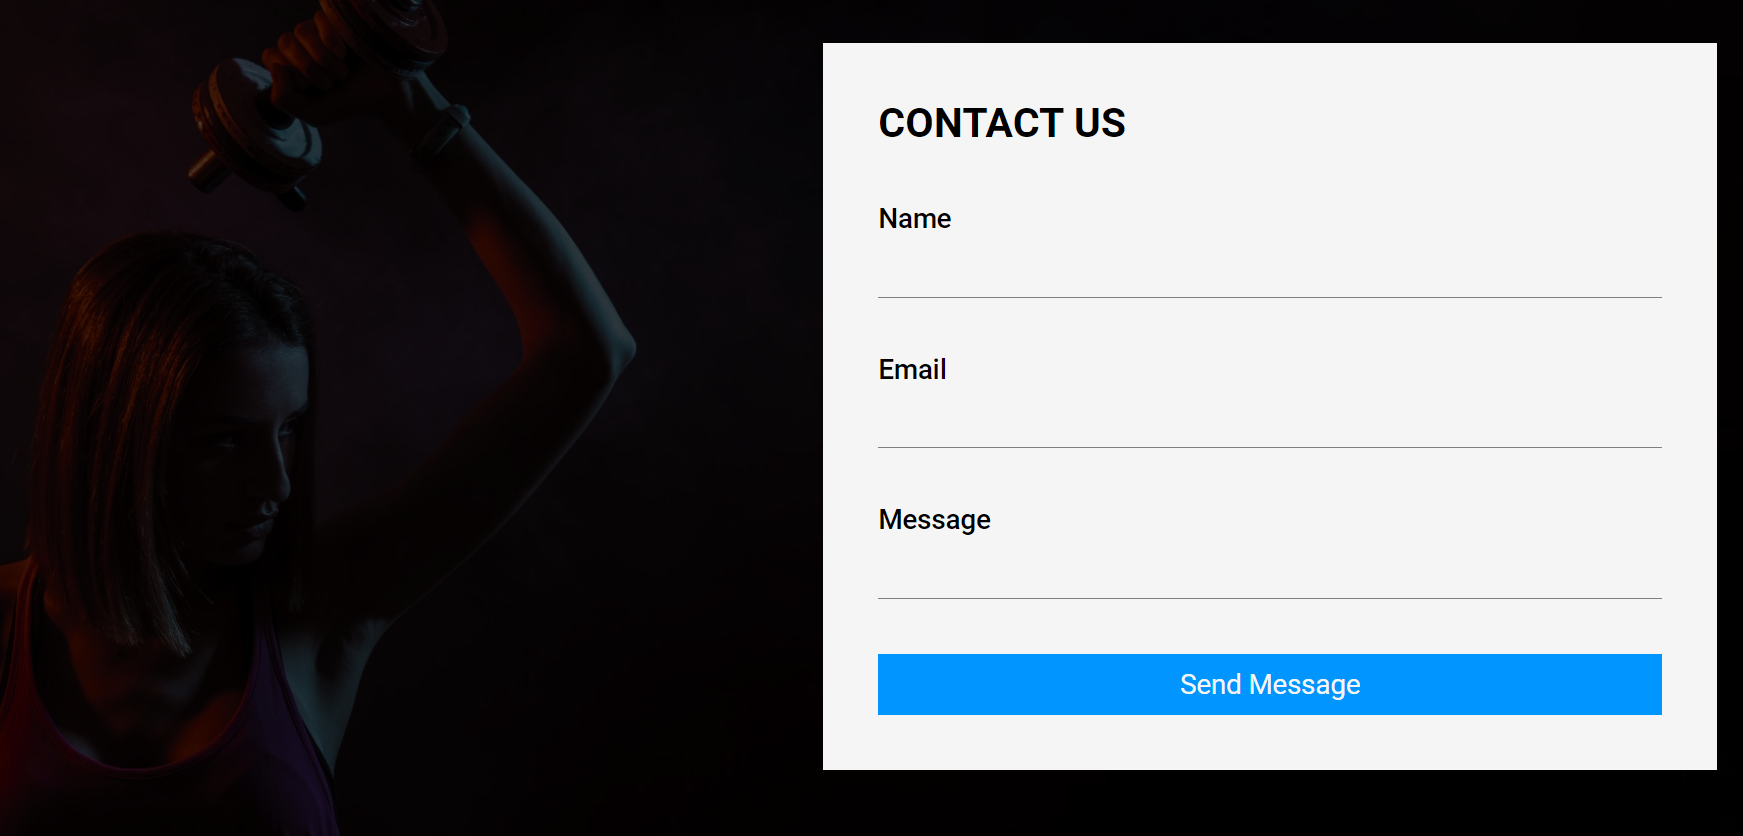 CONTACT US
Name
Email
Message
Send Message